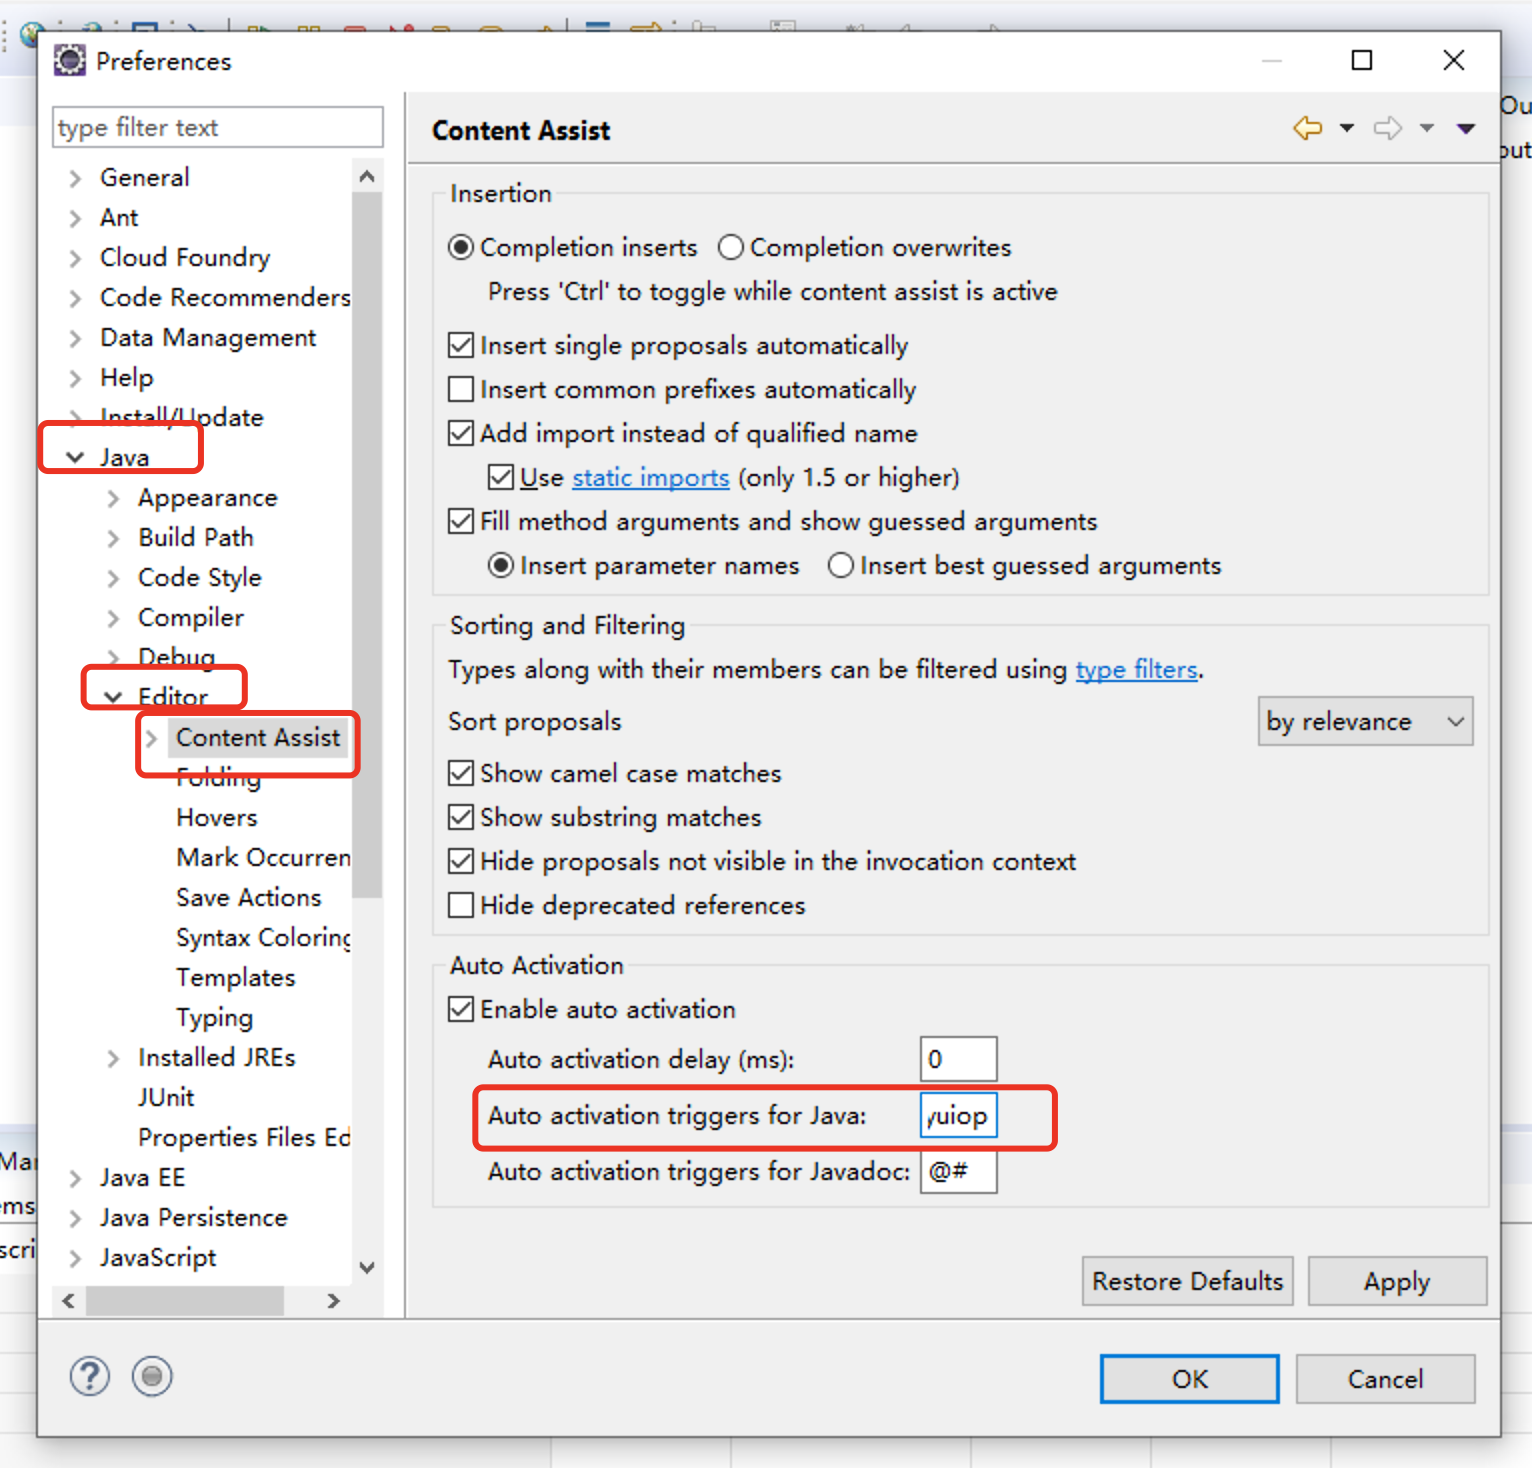 Preferences
type filter text
General
Ant
Cloud Foundry
Code Recommenders
Data Management
Help
Install/Update
Java
Appearance
Build Path
Code Style
Compiler
Debug
Editor
Content Assist
Folding
Hovers
Mark Occurren
Save Actions
Syntax Coloring
Templates
Typing
Installed JREs
JUnit
Properties Files Ed
Java EE
Java Persistence
JavaScript
Content Assist
Insertion
Completion inserts Completion overwrites
Press 'Ctrl' to toggle while content assist is active
Insert single proposals automatically
Insert common prefixes automatically
Add import instead of qualified name
Use static imports (only 1.5 or higher)
Fill method arguments and show guessed arguments
Insert parameter names Insert best guessed arguments
Sorting and Filtering
Types along with their members can be filtered using type filters.
Sort proposals by relevance
Show camel case matches
Show substring matches
Hide proposals not visible in the invocation context
Hide deprecated references
Auto Activation
Enable auto activation
Auto activation delay (ms): 0
Auto activation triggers for Java: yuiop
Auto activation triggers for Javadoc: @#
Restore Defaults Apply
OK Cancel
Ou
out
Mar
ems
scri